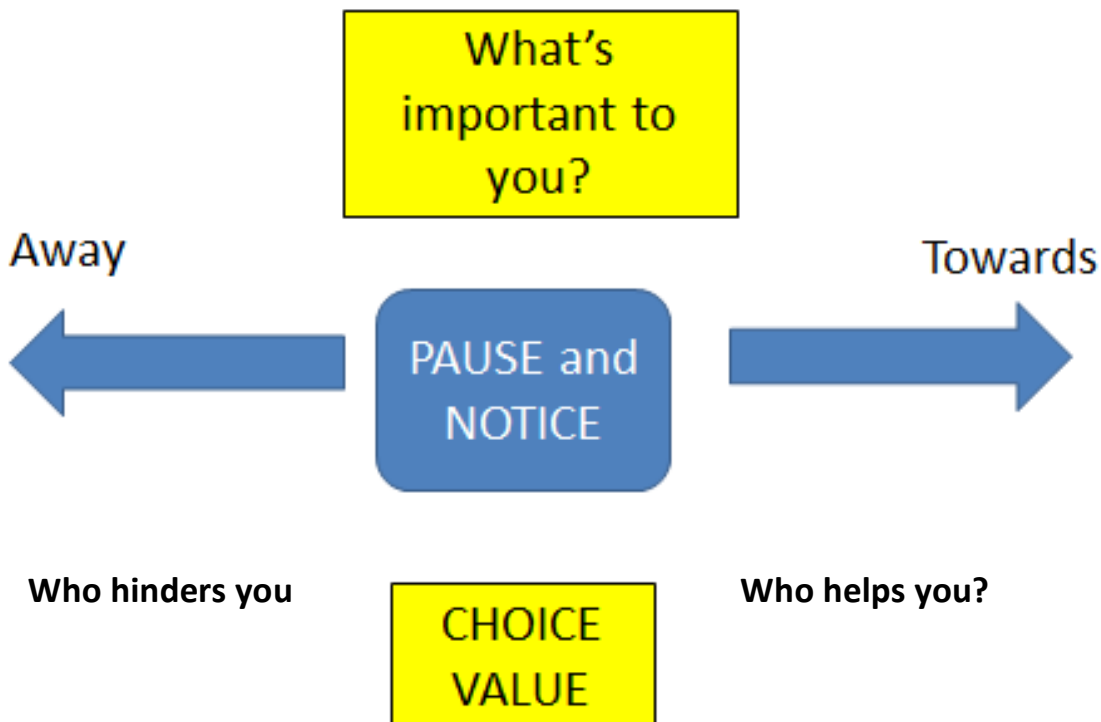 What's
important to
you?
Away
Towards
PAUSE and
NOTICE
Who hinders you
Who helps you?
CHOICE
VALUE